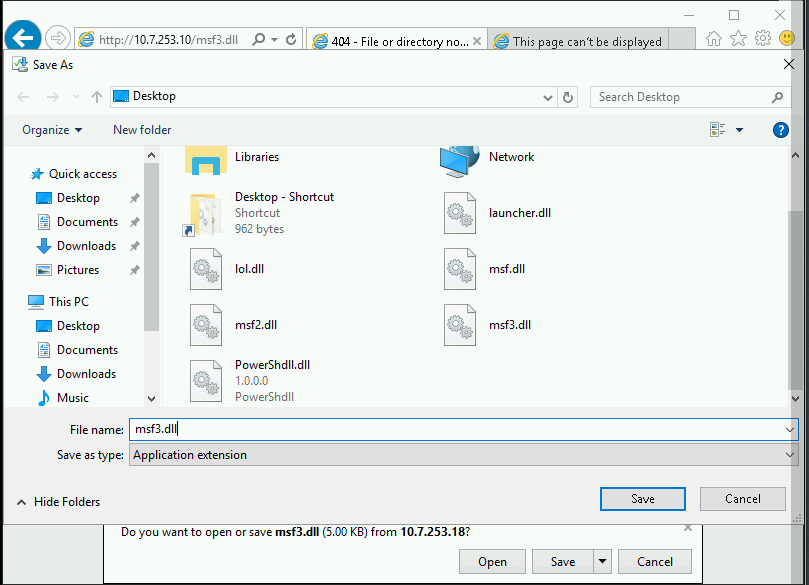 http://10.7.253.10/msf3.dll
404 - File or directory no...
This page can't be displayed
Save As
Desktop
Search Desktop
Organize
New folder
Quick access
Desktop
Documents
Downloads
Pictures
This PC
Desktop
Documents
Downloads
Music
Libraries
Network
Desktop - Shortcut
Shortcut
962 bytes
launcher.dll
lol.dll
msf.dll
msf2.dll
msf3.dll
PowerShdll.dll
1.0.0.0
PowerShdll
File name: msf3.dll
Save as type: Application extension
Hide Folders
Save
Cancel
Do you want to open or save msf3.dll (5.00 KB) from 10.7.253.18?
Open
Save
Cancel